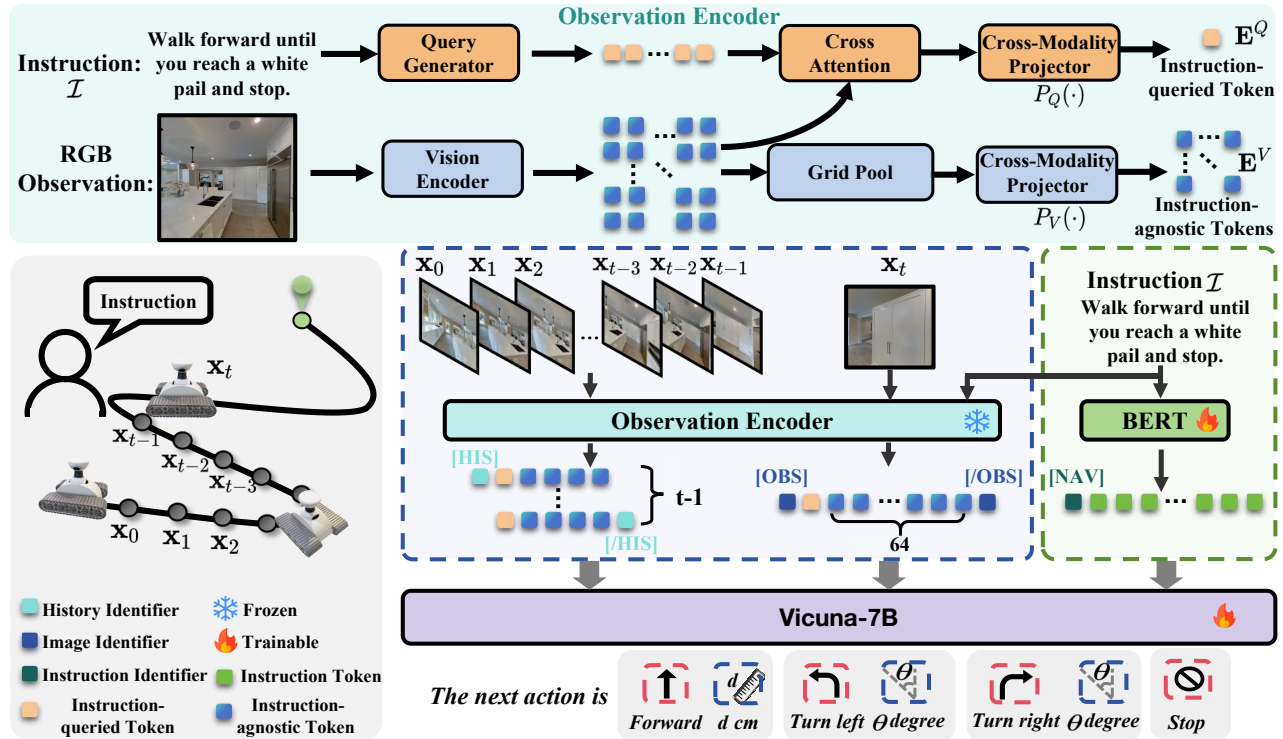 Observation Encoder
Instruction:
𝓘
Walk forward until
you reach a white
pail and stop.
Query
Generator
Cross
Attention
Cross-Modality
Projector
P_Q(·)
E^Q
Instruction-
queried Token
RGB
Observation:
Vision
Encoder
Grid Pool
Cross-Modality
Projector
P_V(·)
E^V
Instruction-
agnostic Tokens
Instruction
x_t
x_{t-1}
x_{t-2}
x_{t-3}
x_0
x_1
x_2
History Identifier
Frozen
Image Identifier
Trainable
Instruction Identifier
Instruction Token
Instruction-
queried Token
Instruction-
agnostic Token
x_0 x_1 x_2 x_{t-3} x_{t-2} x_{t-1} x_t
...
Observation Encoder
[HIS]
t-1
[/HIS]
[OBS] [/OBS]
64
Instruction 𝓘
Walk forward until
you reach a white
pail and stop.
BERT
[NAV]
Vicuna-7B
The next action is
d
θ
θ
Forward d cm Turn left θ degree Turn right θ degree Stop